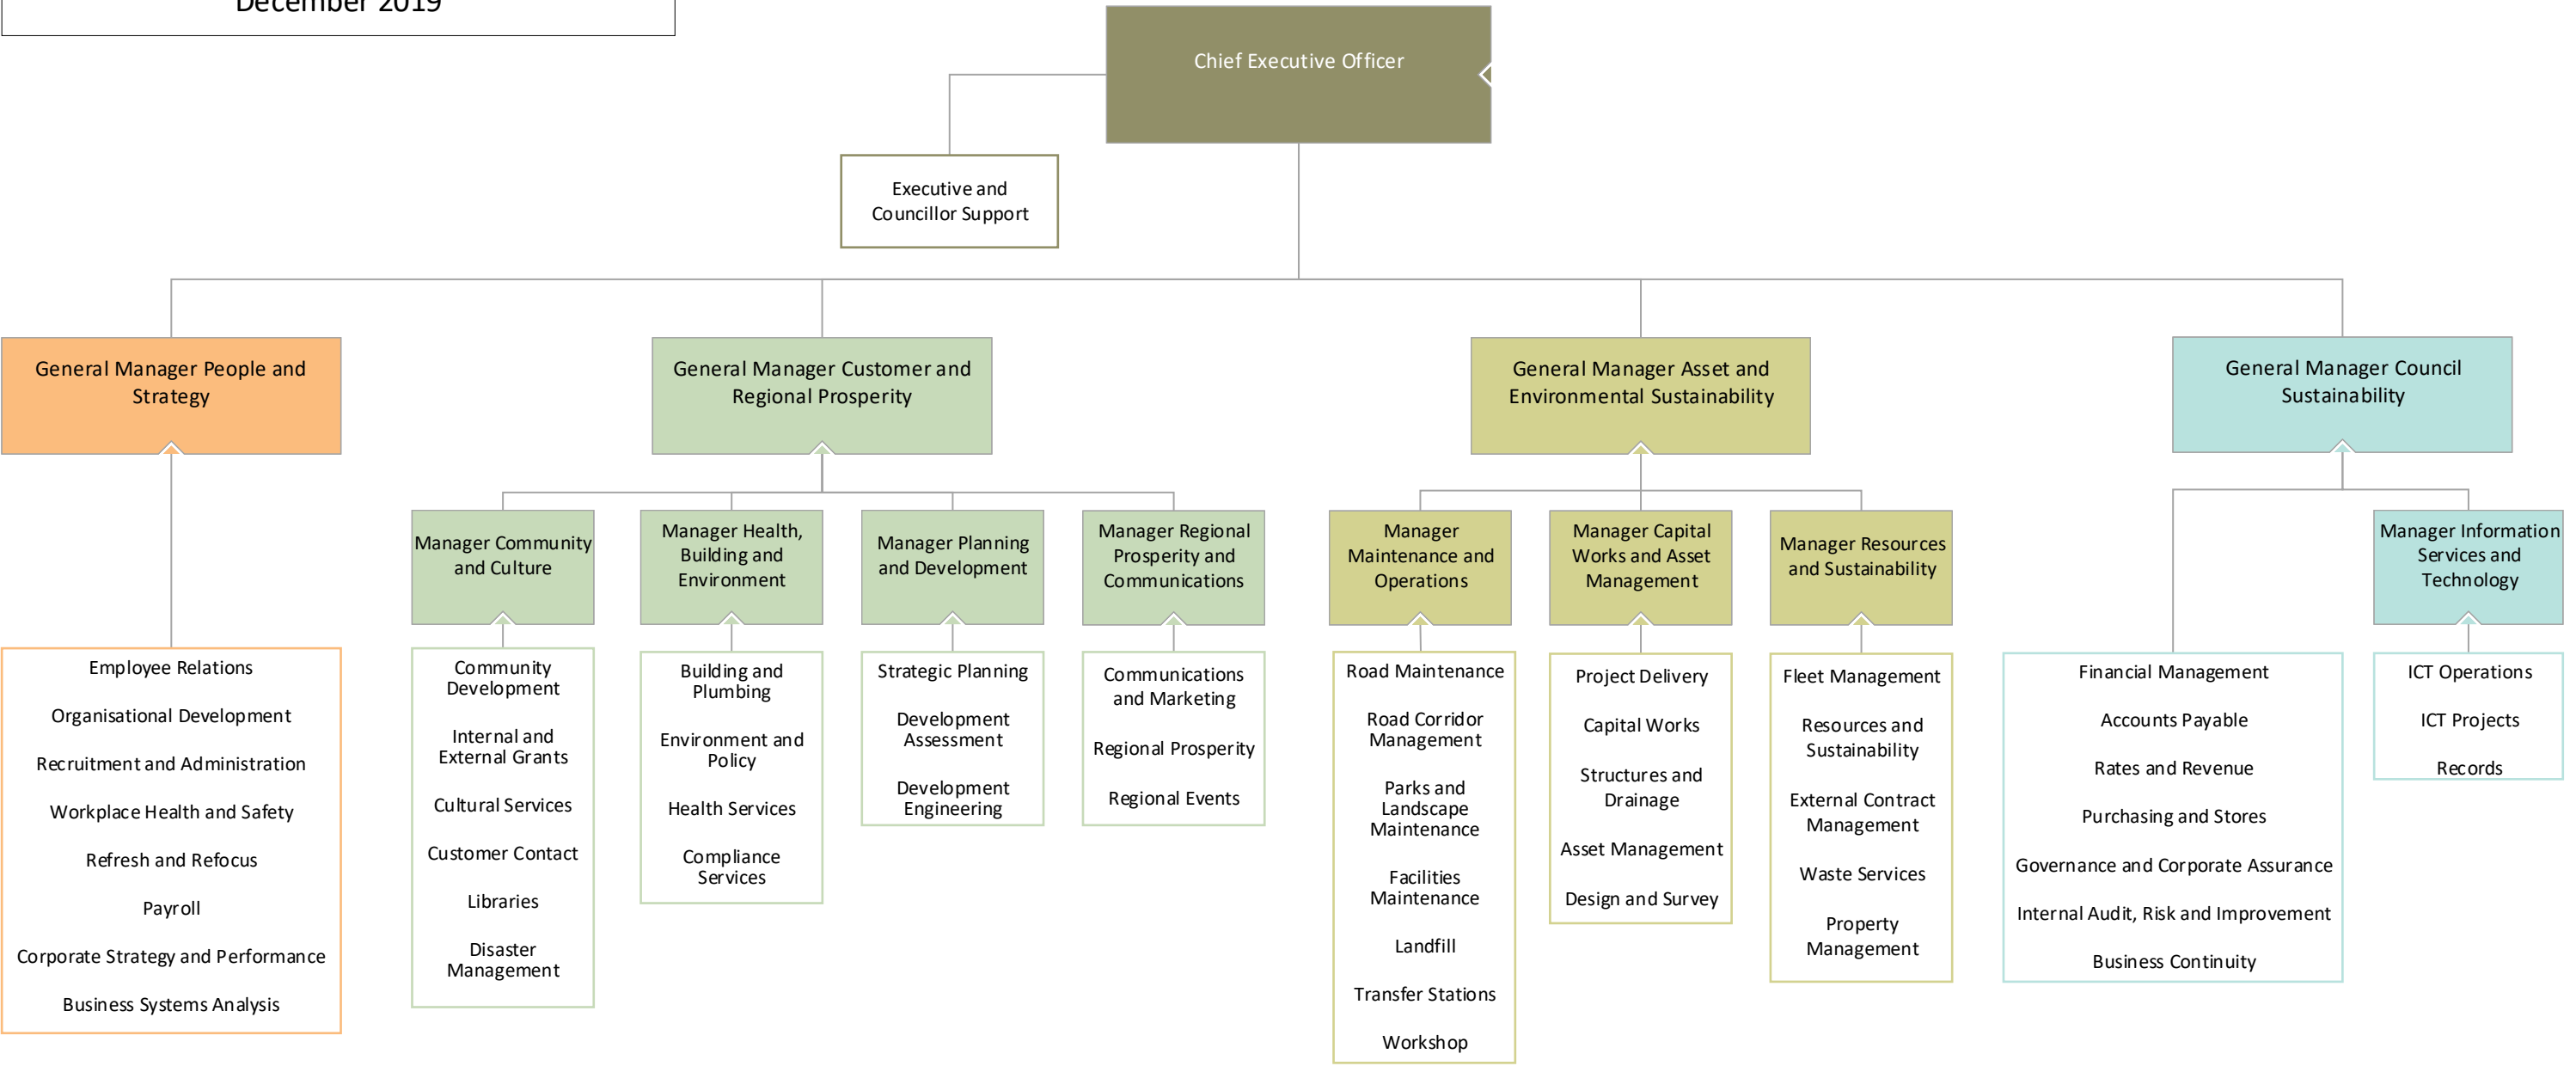 December 2019
Chief Executive Officer
Executive and
Councillor Support
General Manager People and
Strategy
General Manager Customer and
Regional Prosperity
General Manager Asset and
Environmental Sustainability
General Manager Council
Sustainability
Manager Community
and Culture
Manager Health,
Building and
Environment
Manager Planning
and Development
Manager Regional
Prosperity and
Communications
Manager
Maintenance and
Operations
Manager Capital
Works and Asset
Management
Manager Resources
and Sustainability
Manager Information
Services and
Technology
Employee Relations
Organisational Development
Recruitment and Administration
Workplace Health and Safety
Refresh and Refocus
Payroll
Corporate Strategy and Performance
Business Systems Analysis
Community
Development
Internal and
External Grants
Cultural Services
Customer Contact
Libraries
Disaster
Management
Building and
Plumbing
Environment and
Policy
Health Services
Compliance
Services
Strategic Planning
Development
Assessment
Development
Engineering
Communications
and Marketing
Regional Prosperity
Regional Events
Road Maintenance
Road Corridor
Management
Parks and
Landscape
Maintenance
Facilities
Maintenance
Landfill
Transfer Stations
Workshop
Project Delivery
Capital Works
Structures and
Drainage
Asset Management
Design and Survey
Fleet Management
Resources and
Sustainability
External Contract
Management
Waste Services
Property
Management
Financial Management
Accounts Payable
Rates and Revenue
Purchasing and Stores
Governance and Corporate Assurance
Internal Audit, Risk and Improvement
Business Continuity
ICT Operations
ICT Projects
Records